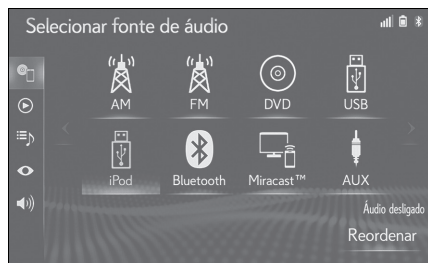 Selecionar fonte de áudio
AM FM DVD USB
iPod Bluetooth Miracast™ AUX
Áudio desligado
Reordenar